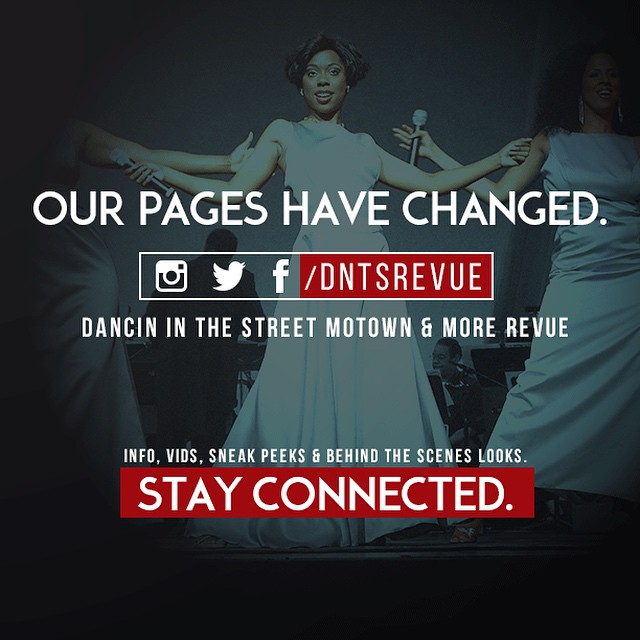 OUR PAGES HAVE CHANGED.
/DNTSREVUE
DANCIN IN THE STREET MOTOWN & MORE REVUE
INFO, VIDS, SNEAK PEEKS & BEHIND THE SCENES LOOKS.
STAY CONNECTED.